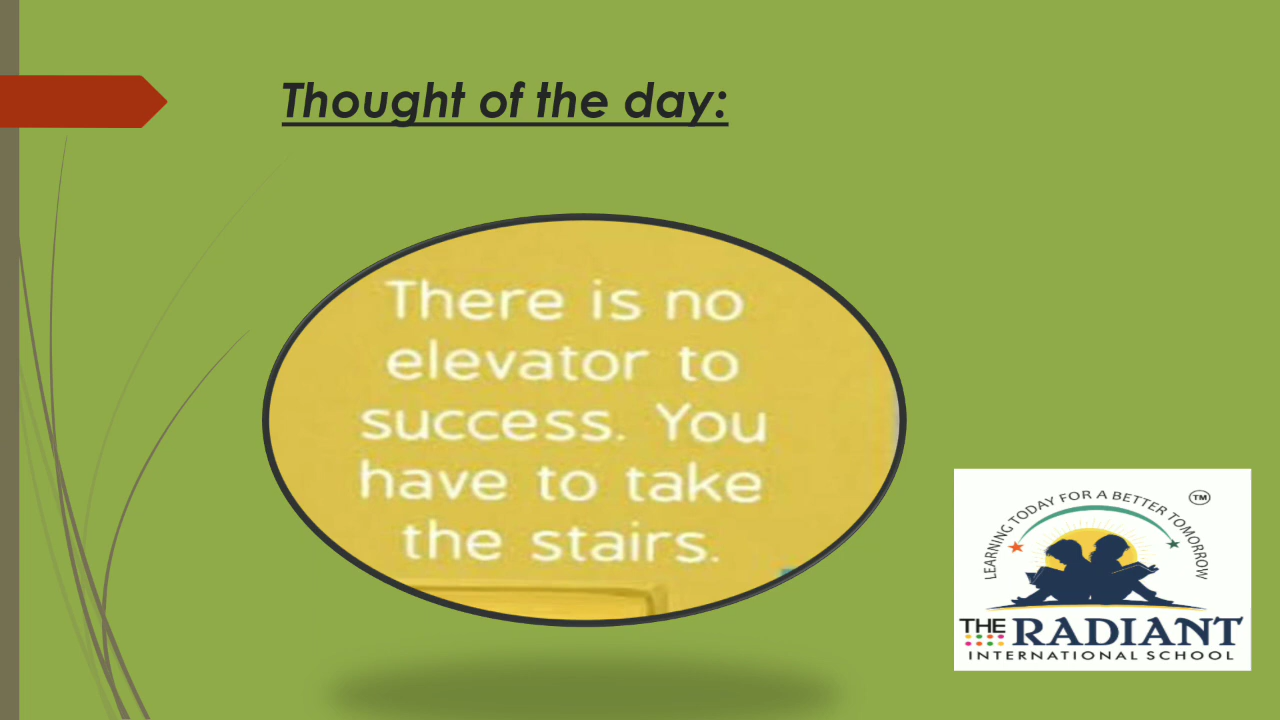 Thought of the day:
There is no
elevator to
success. You
have to take
the stairs.
LEARNING TODAY FOR A BETTER TOMORROW
TM
THE RADIANT
INTERNATIONAL SCHOOL